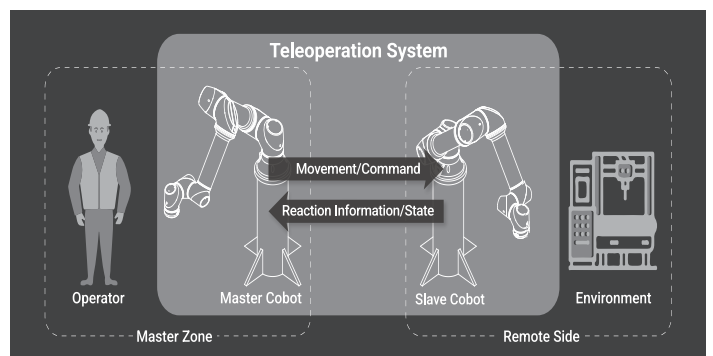 Teleoperation System
Movement/Command
Reaction Information/State
Operator
Master Cobot
Slave Cobot
Environment
Master Zone
Remote Side